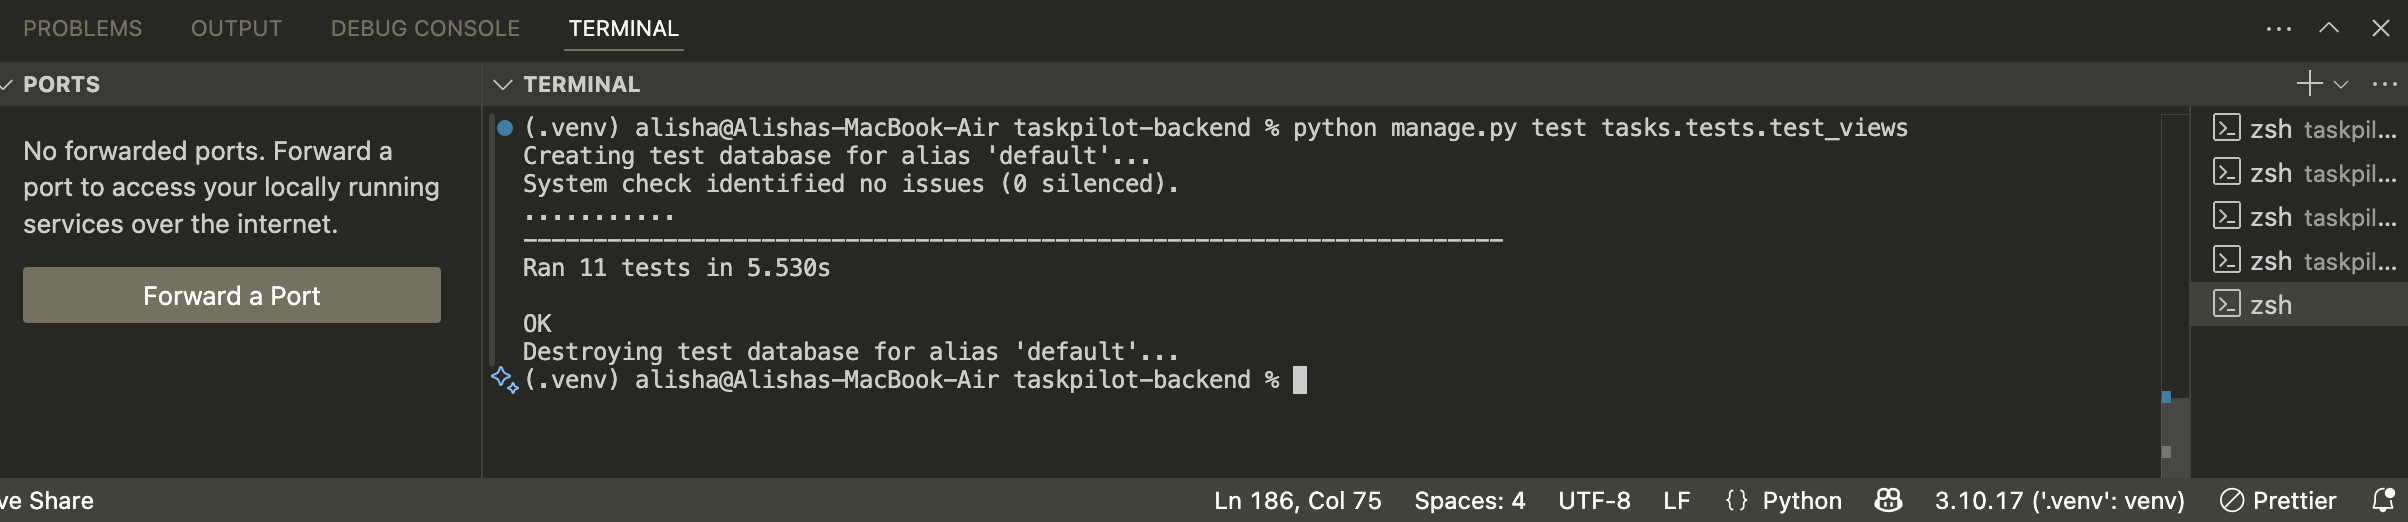 PROBLEMS OUTPUT DEBUG CONSOLE TERMINAL
PORTS
No forwarded ports. Forward a
port to access your locally running
services over the internet.
Forward a Port
TERMINAL
(.venv) alisha@Alishas-MacBook-Air taskpilot-backend % python manage.py test tasks.tests.test_views
Creating test database for alias 'default'...
System check identified no issues (0 silenced).
...........
----------------------------------------------------------------------
Ran 11 tests in 5.530s
OK
Destroying test database for alias 'default'...
(.venv) alisha@Alishas-MacBook-Air taskpilot-backend %
zsh taskpil...
zsh taskpil...
zsh taskpil...
zsh taskpil...
zsh
ve Share
Ln 186, Col 75 Spaces: 4 UTF-8 LF {} Python 3.10.17 ('.venv': venv) Prettier